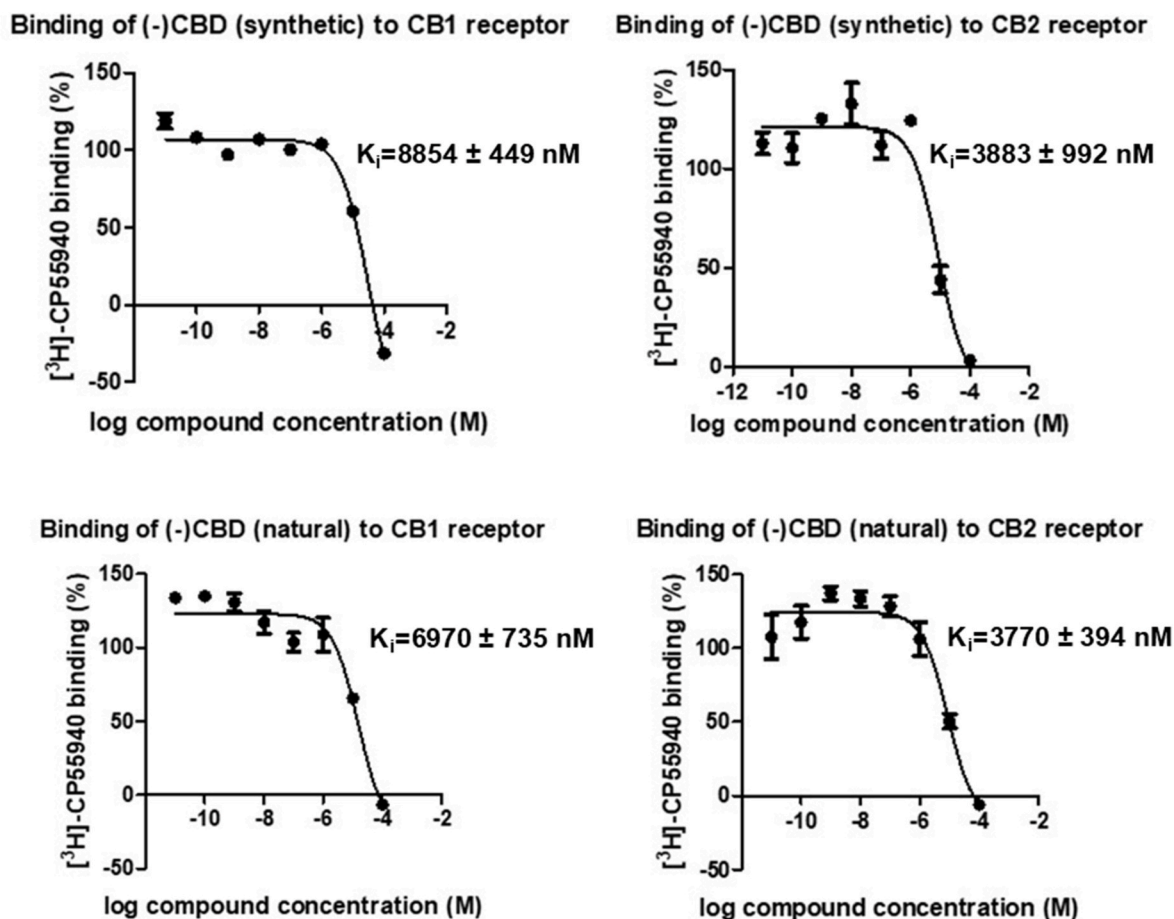 Binding of (-)CBD (synthetic) to CB1 receptor
[³H]-CP55940 binding (%)
150
100
50
0
-50
-10
-8
-6
-4
-2
Kᵢ=8854 ± 449 nM
log compound concentration (M)
Binding of (-)CBD (synthetic) to CB2 receptor
[³H]-CP55940 binding (%)
150
100
50
0
-12
-10
-8
-6
-4
-2
Kᵢ=3883 ± 992 nM
log compound concentration (M)
Binding of (-)CBD (natural) to CB1 receptor
[³H]-CP55940 binding (%)
150
100
50
0
-50
-10
-8
-6
-4
-2
Kᵢ=6970 ± 735 nM
log compound concentration (M)
Binding of (-)CBD (natural) to CB2 receptor
[³H]-CP55940 binding (%)
150
100
50
0
-50
-10
-8
-6
-4
-2
Kᵢ=3770 ± 394 nM
log compound concentration (M)